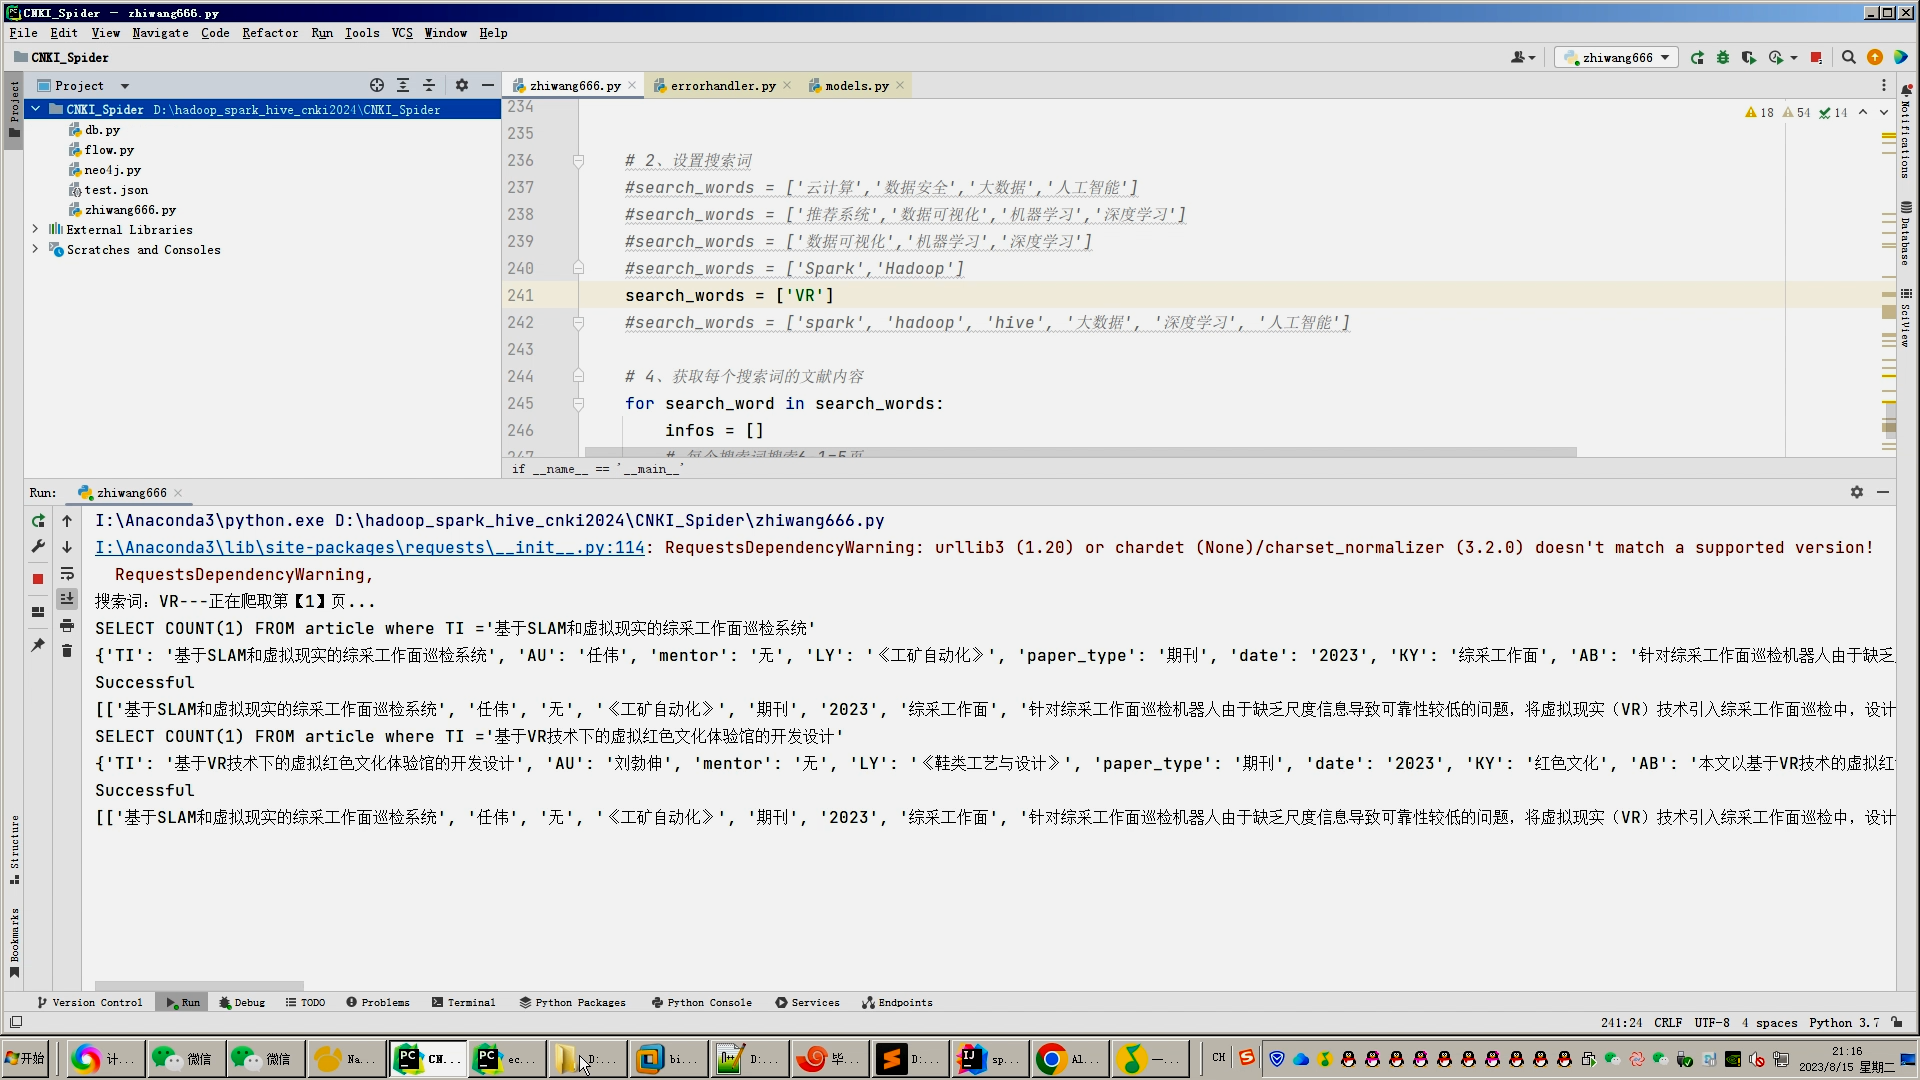 CNKI_Spider – zhiwang666.py
File Edit View Navigate Code Refactor Run Tools VCS Window Help
CNKI_Spider
zhiwang666
Project
zhiwang666.py
errorhandler.py
models.py
CNKI_Spider D:\hadoop_spark_hive_cnki2024\CNKI_Spider
db.py
flow.py
neo4j.py
test.json
zhiwang666.py
External Libraries
Scratches and Consoles
18 54 14
234
235
236 # 2、设置搜索词
237 #search_words = ['云计算','数据安全','大数据','人工智能']
238 #search_words = ['推荐系统','数据可视化','机器学习','深度学习']
239 #search_words = ['数据可视化','机器学习','深度学习']
240 #search_words = ['Spark','Hadoop']
241 search_words = ['VR']
242 #search_words = ['spark', 'hadoop', 'hive', '大数据', '深度学习', '人工智能']
243
244 # 4、获取每个搜索词的文献内容
245 for search_word in search_words:
246 infos = []
if __name__ == '__main__'
Project
Notifications
Database
SciView
Structure
Bookmarks
Run: zhiwang666
I:\Anaconda3\python.exe D:\hadoop_spark_hive_cnki2024\CNKI_Spider\zhiwang666.py
I:\Anaconda3\lib\site-packages\requests\__init__.py:114: RequestsDependencyWarning: urllib3 (1.20) or chardet (None)/charset_normalizer (3.2.0) doesn't match a supported version!
RequestsDependencyWarning,
搜索词: VR---正在爬取第【1】页...
SELECT COUNT(1) FROM article where TI ='基于SLAM和虚拟现实的综采工作面巡检系统'
{'TI': '基于SLAM和虚拟现实的综采工作面巡检系统', 'AU': '任伟', 'mentor': '无', 'LY': '《工矿自动化》', 'paper_type': '期刊', 'date': '2023', 'KY': '综采工作面', 'AB': '针对综采工作面巡检机器人由于缺乏
Successful
[['基于SLAM和虚拟现实的综采工作面巡检系统', '任伟', '无', '《工矿自动化》', '期刊', '2023', '综采工作面', '针对综采工作面巡检机器人由于缺乏尺度信息导致可靠性较低的问题，将虚拟现实（VR）技术引入综采工作面巡检中，设计
SELECT COUNT(1) FROM article where TI ='基于VR技术下的虚拟红色文化体验馆的开发设计'
{'TI': '基于VR技术下的虚拟红色文化体验馆的开发设计', 'AU': '刘勃伸', 'mentor': '无', 'LY': '《鞋类工艺与设计》', 'paper_type': '期刊', 'date': '2023', 'KY': '红色文化', 'AB': '本文以基于VR技术的虚拟红
Successful
[['基于SLAM和虚拟现实的综采工作面巡检系统', '任伟', '无', '《工矿自动化》', '期刊', '2023', '综采工作面', '针对综采工作面巡检机器人由于缺乏尺度信息导致可靠性较低的问题，将虚拟现实（VR）技术引入综采工作面巡检中，设计
Version Control Run Debug TODO Problems Terminal Python Packages Python Console Services Endpoints
241:24 CRLF UTF-8 4 spaces Python 3.7
开始 计... 微信 微信 Na... CN... ec... D:... bi... D:... 毕... D:... sp... Al... 一... CH
21:16
2023/8/15 星期二